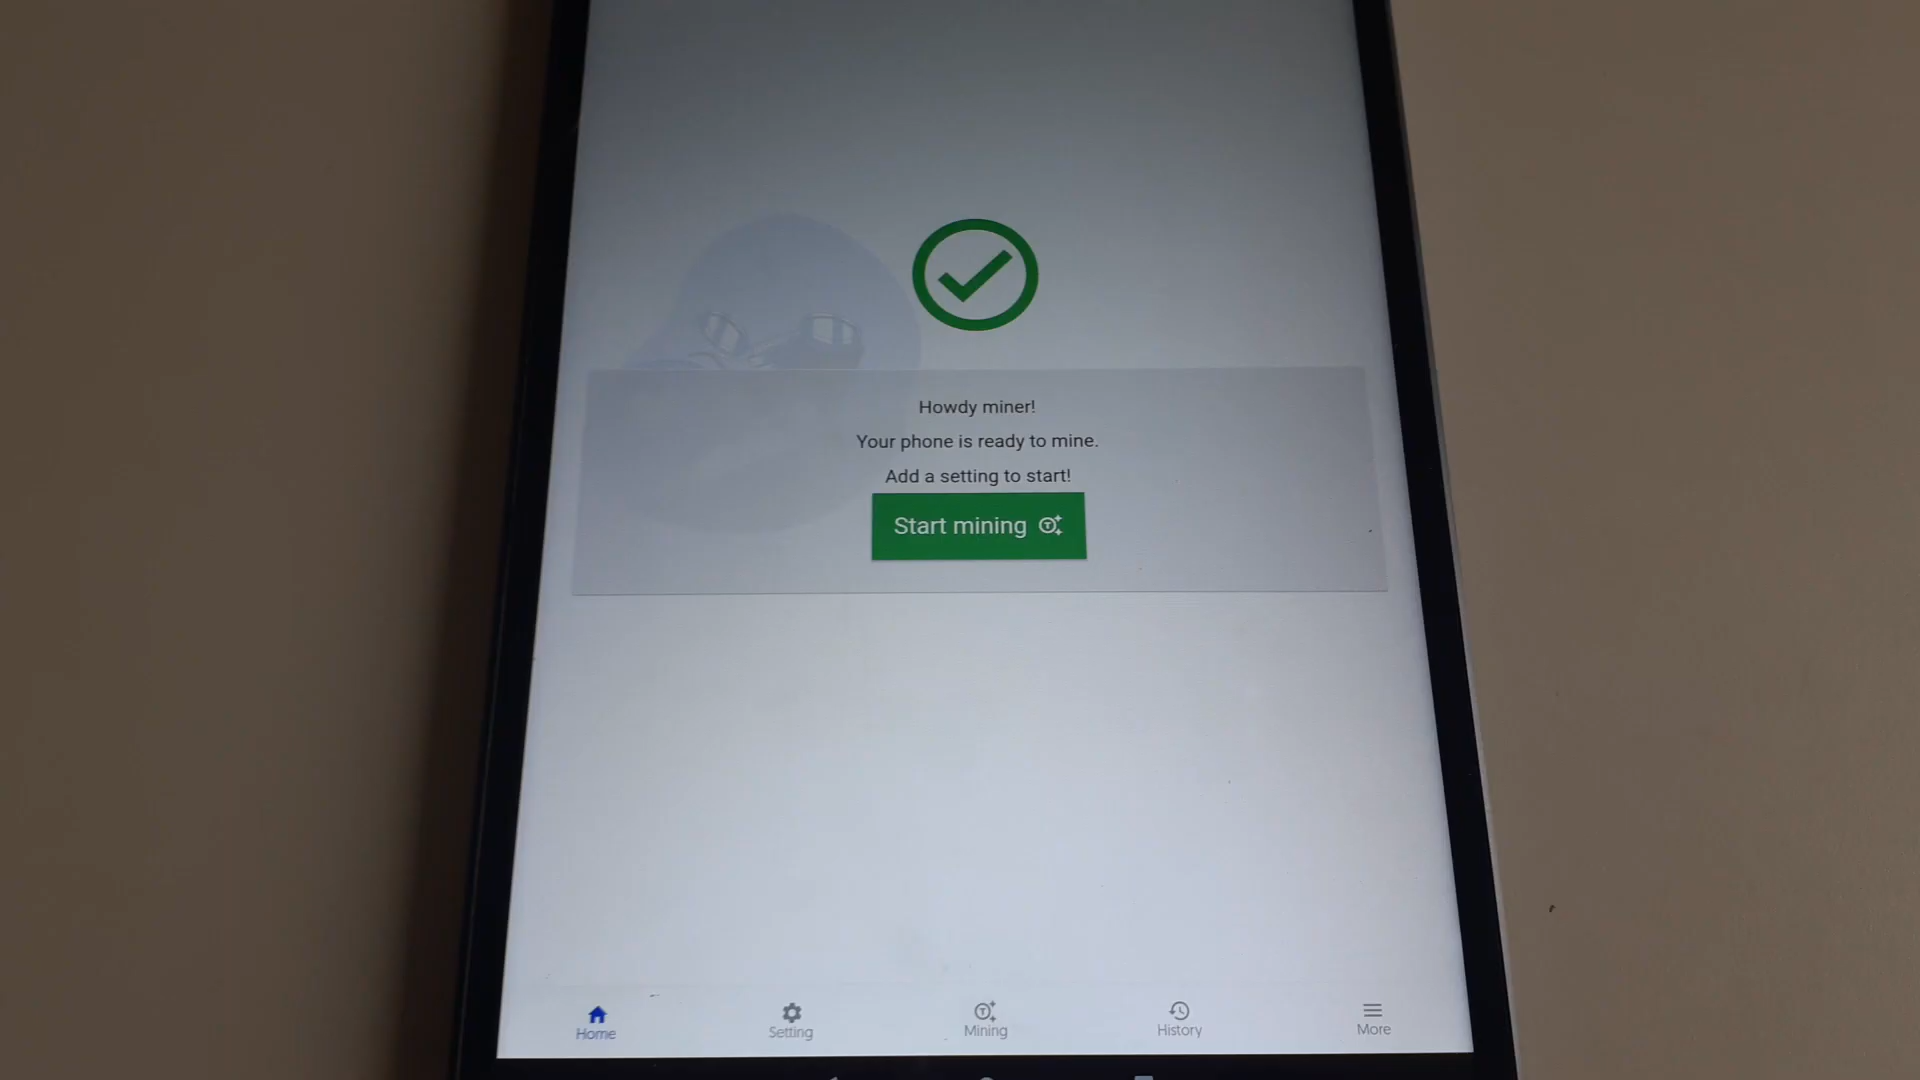 Howdy miner!
Your phone is ready to mine.
Add a setting to start!
Start mining
Home
Setting
Mining
History
More